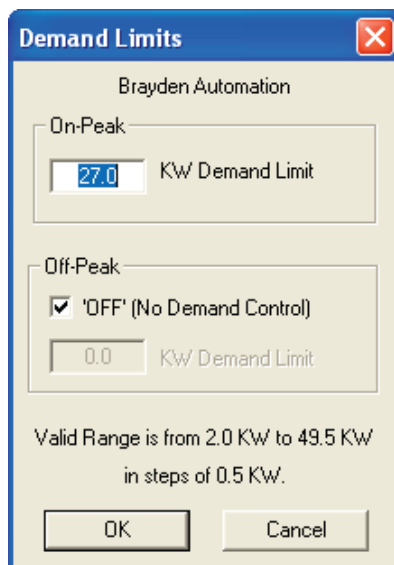 Demand Limits
Brayden Automation
On-Peak
27.0 KW Demand Limit
Off-Peak
'OFF' (No Demand Control)
0.0 KW Demand Limit
Valid Range is from 2.0 KW to 49.5 KW
in steps of 0.5 KW.
OK Cancel